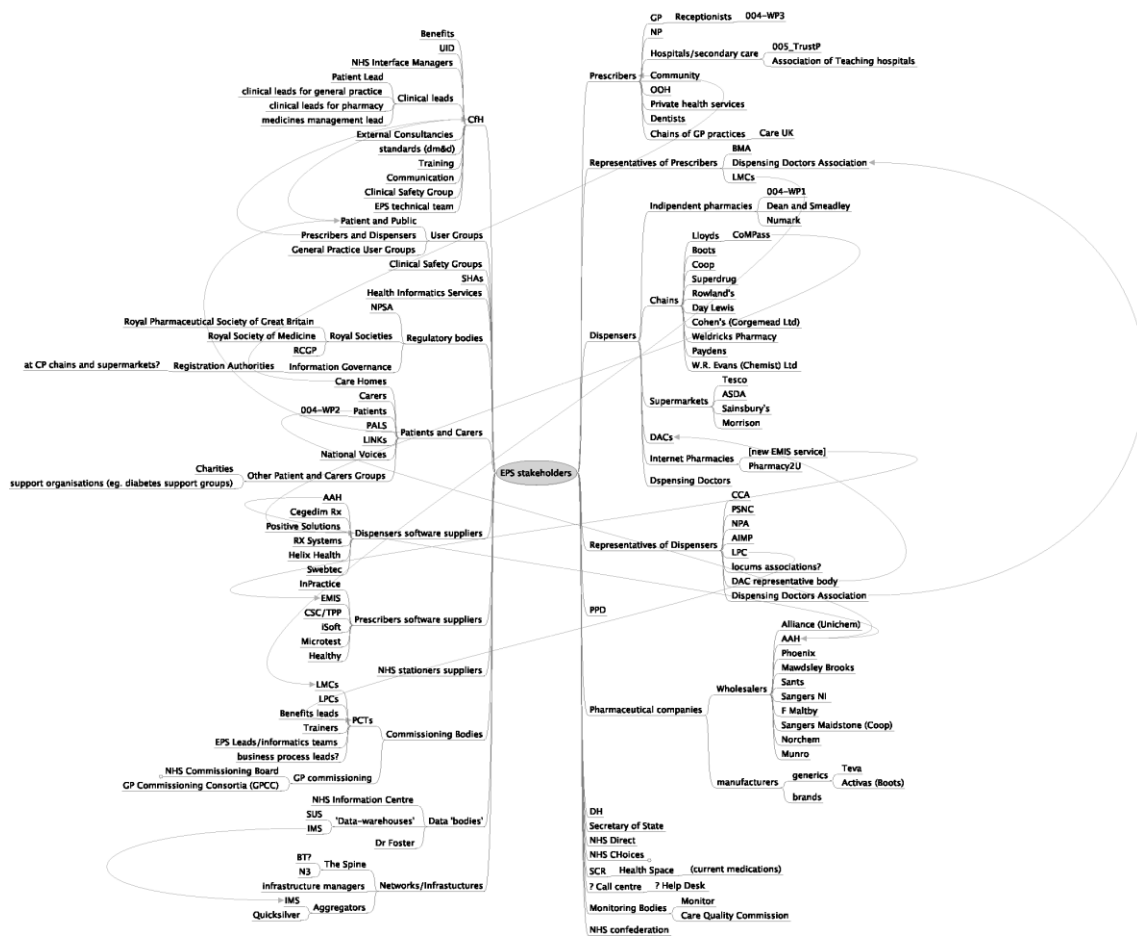 Benefits
UID
NHS Interface Managers
Patient Lead
clinical leads for general practice
clinical leads for pharmacy
medicines management lead
Clinical leads
External Consultancies
standards (dm&d)
Training
Communication
Clinical Safety Group
EPS technical team
CfH
Patient and Public
Prescribers and Dispensers
General Practice User Groups
User Groups
Clinical Safety Groups
SHAs
Health Informatics Services
NPSA
Royal Pharmaceutical Society of Great Britain
Royal Society of Medicine
RCGP
Royal Societies
Regulatory bodies
at CP chains and supermarkets?
Registration Authorities
Information Governance
Care Homes
Carers
004-WP2
Patients
PALS
LINKs
National Voices
Patients and Carers
Charities
support organisations (eg. diabetes support groups)
Other Patient and Carers Groups
AAH
Cegedim Rx
Positive Solutions
RX Systems
Helix Health
Swebtec
Dispensers software suppliers
InPractice
EMIS
CSC/TPP
iSoft
Microtest
Healthy
Prescribers software suppliers
NHS stationers suppliers
LMCs
LPCs
Benefits leads
Trainers
EPS Leads/informatics teams
business process leads?
PCTs
Commissioning Bodies
NHS Commissioning Board
GP Commissioning Consortia (GPCC)
GP commissioning
NHS Information Centre
SUS
IMS
'Data-warehouses'
Dr Foster
Data 'bodies'
BT?
N3
The Spine
infrastructure managers
Networks/Infrastuctures
IMS
Quicksilver
Aggregators
EPS stakeholders
Prescribers
GP
Receptionists
004-WP3
NP
Hospitals/secondary care
005_TrustP
Association of Teaching hospitals
Community
OOH
Private health services
Dentists
Chains of GP practices
Care UK
Representatives of Prescribers
BMA
Dispensing Doctors Association
LMCs
Dispensers
Indipendent pharmacies
004-WP1
Dean and Smeadley
Numark
Chains
Lloyds
CoMPass
Boots
Coop
Superdrug
Rowland's
Day Lewis
Cohen's (Gorgemead Ltd)
Weldricks Pharmacy
Paydens
W.R. Evans (Chemist) Ltd
Supermarkets
Tesco
ASDA
Sainsbury's
Morrison
DACs
Internet Pharmacies
[new EMIS service]
Pharmacy2U
Dspensing Doctors
Representatives of Dispensers
CCA
PSNC
NPA
AIMP
LPC
locums associations?
DAC representative body
Dispensing Doctors Association
PPD
Pharmaceutical companies
Wholesalers
Alliance (Unichem)
AAH
Phoenix
Mawdsley Brooks
Sants
Sangers NI
F Maltby
Sangers Maidstone (Coop)
Norchem
Munro
manufacturers
generics
Teva
Activas (Boots)
brands
DH
Secretary of State
NHS Direct
NHS CHoices
SCR
Health Space
(current medications)
? Call centre
? Help Desk
Monitoring Bodies
Monitor
Care Quality Commission
NHS confederation